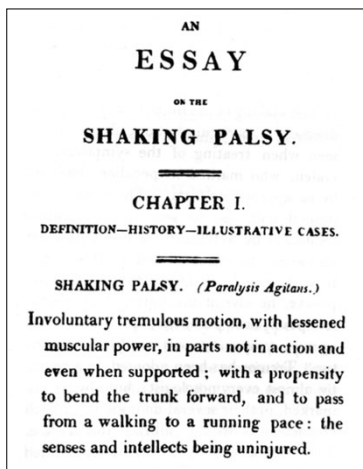 AN
ESSAY
ON THE
SHAKING PALSY.
CHAPTER I.
DEFINITION—HISTORY—ILLUSTRATIVE CASES.
SHAKING PALSY. (Paralysis Agitans.)
Involuntary tremulous motion, with lessened
muscular power, in parts not in action and
even when supported; with a propensity
to bend the trunk forward, and to pass
from a walking to a running pace: the
senses and intellects being uninjured.